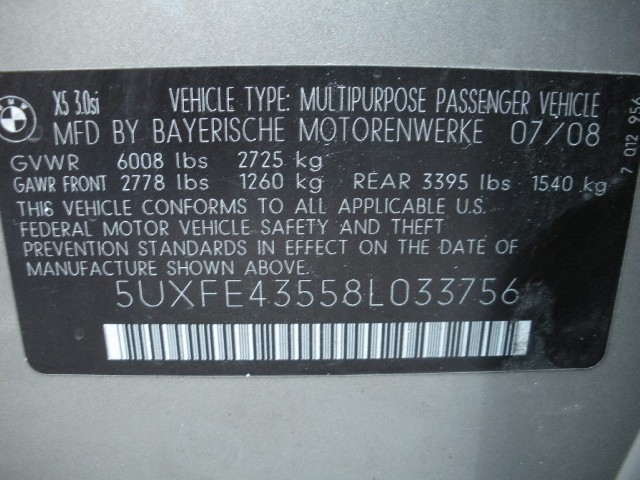 BMW
X5 3.0si
VEHICLE TYPE: MULTIPURPOSE PASSENGER VEHICLE
MFD BY BAYERISCHE MOTORENWERKE 07/08
GVWR 6008 lbs 2725 kg
GAWR FRONT 2778 lbs 1260 kg REAR 3395 lbs 1540 kg
THIS VEHICLE CONFORMS TO ALL APPLICABLE U.S.
FEDERAL MOTOR VEHICLE SAFETY AND THEFT
PREVENTION STANDARDS IN EFFECT ON THE DATE OF
MANUFACTURE SHOWN ABOVE.
5UXFE43558L033756
7 012 956